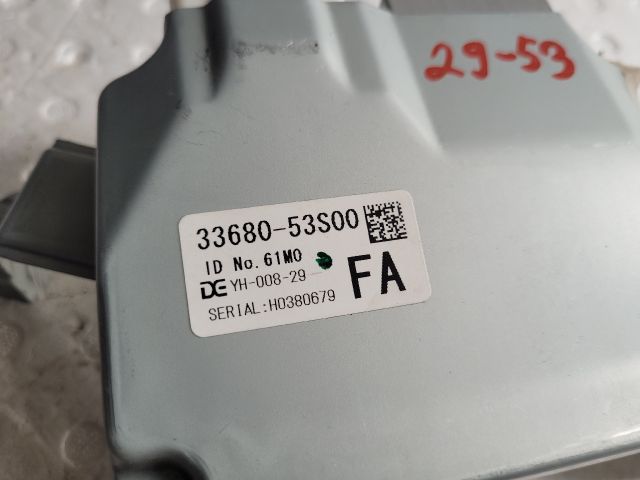 29-53
33680-53S00
ID No.61M0
DE YH-008-29
FA
SERIAL:H0380679